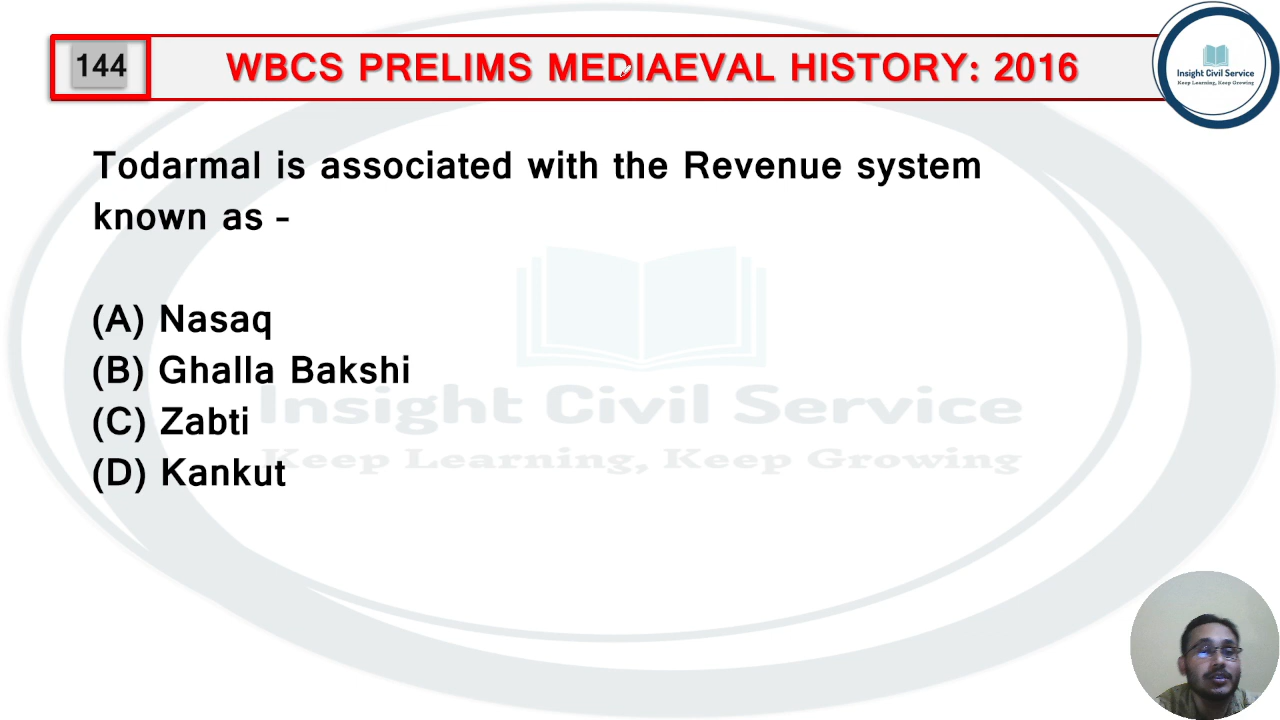 144
WBCS PRELIMS MEDIAEVAL HISTORY: 2016
Insight Civil Service
Keep Learning, Keep Growing
Todarmal is associated with the Revenue system
known as -
(A) Nasaq
(B) Ghalla Bakshi
(C) Zabti
(D) Kankut
Insight Civil Service
Keep Learning, Keep Growing